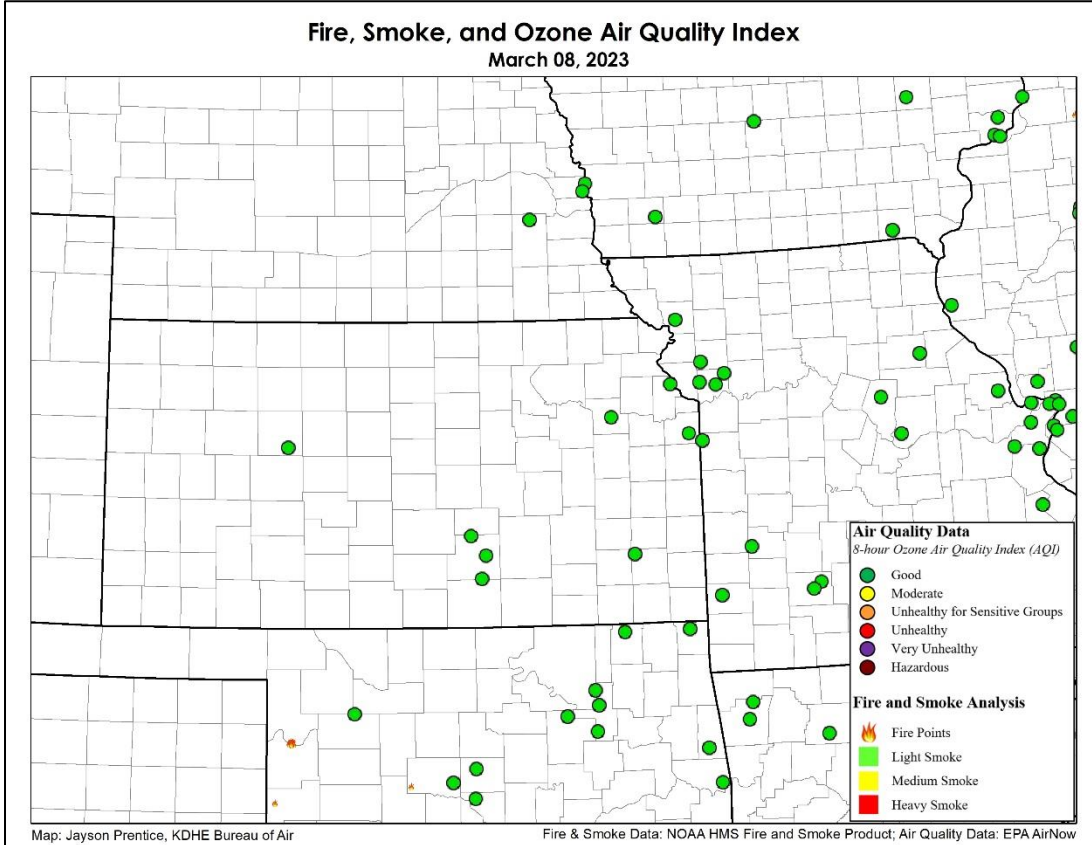 Fire, Smoke, and Ozone Air Quality Index
March 08, 2023
Air Quality Data
8-hour Ozone Air Quality Index (AQI)
Good
Moderate
Unhealthy for Sensitive Groups
Unhealthy
Very Unhealthy
Hazardous
Fire and Smoke Analysis
Fire Points
Light Smoke
Medium Smoke
Heavy Smoke
Map: Jayson Prentice, KDHE Bureau of Air
Fire & Smoke Data: NOAA HMS Fire and Smoke Product; Air Quality Data: EPA AirNow